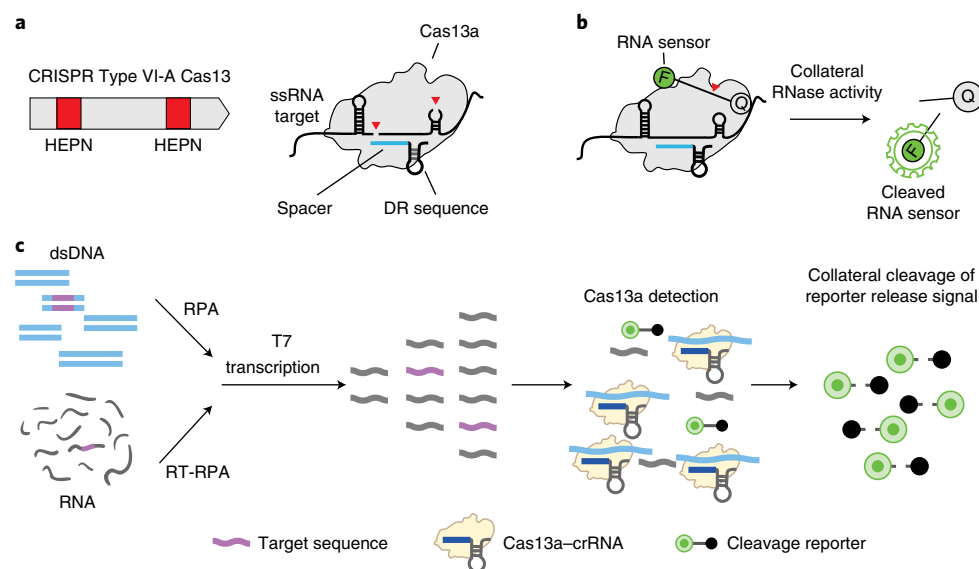 a
CRISPR Type VI-A Cas13
HEPN
HEPN
Cas13a
ssRNA
target
Spacer
DR sequence
b
RNA sensor
F
Q
Collateral
RNase activity
F
Cleaved
RNA sensor
c
dsDNA
RPA
RNA
RT-RPA
T7
transcription
Cas13a detection
Collateral cleavage of
reporter release signal
Target sequence
Cas13a–crRNA
Cleavage reporter